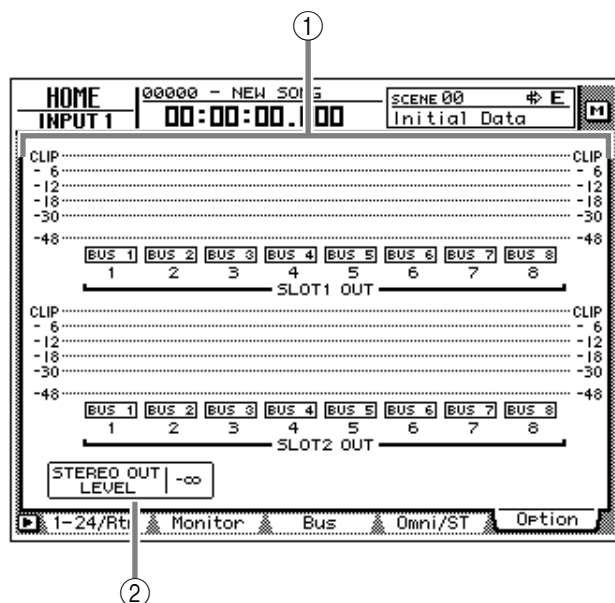 ①
HOME 00000 - NEW SONG SCENE 00 E
INPUT 1 00:00:00.000 Initial Data M
CLIP CLIP
- 6 - 6
-12 -12
-18 -18
-30 -30
-48 -48
BUS 1 BUS 2 BUS 3 BUS 4 BUS 5 BUS 6 BUS 7 BUS 8
1 2 3 4 5 6 7 8
SLOT1 OUT
CLIP CLIP
- 6 - 6
-12 -12
-18 -18
-30 -30
-48 -48
BUS 1 BUS 2 BUS 3 BUS 4 BUS 5 BUS 6 BUS 7 BUS 8
1 2 3 4 5 6 7 8
SLOT2 OUT
STEREO OUT
LEVEL -∞
1-24/Rtn Monitor Bus Omni/ST Option
②